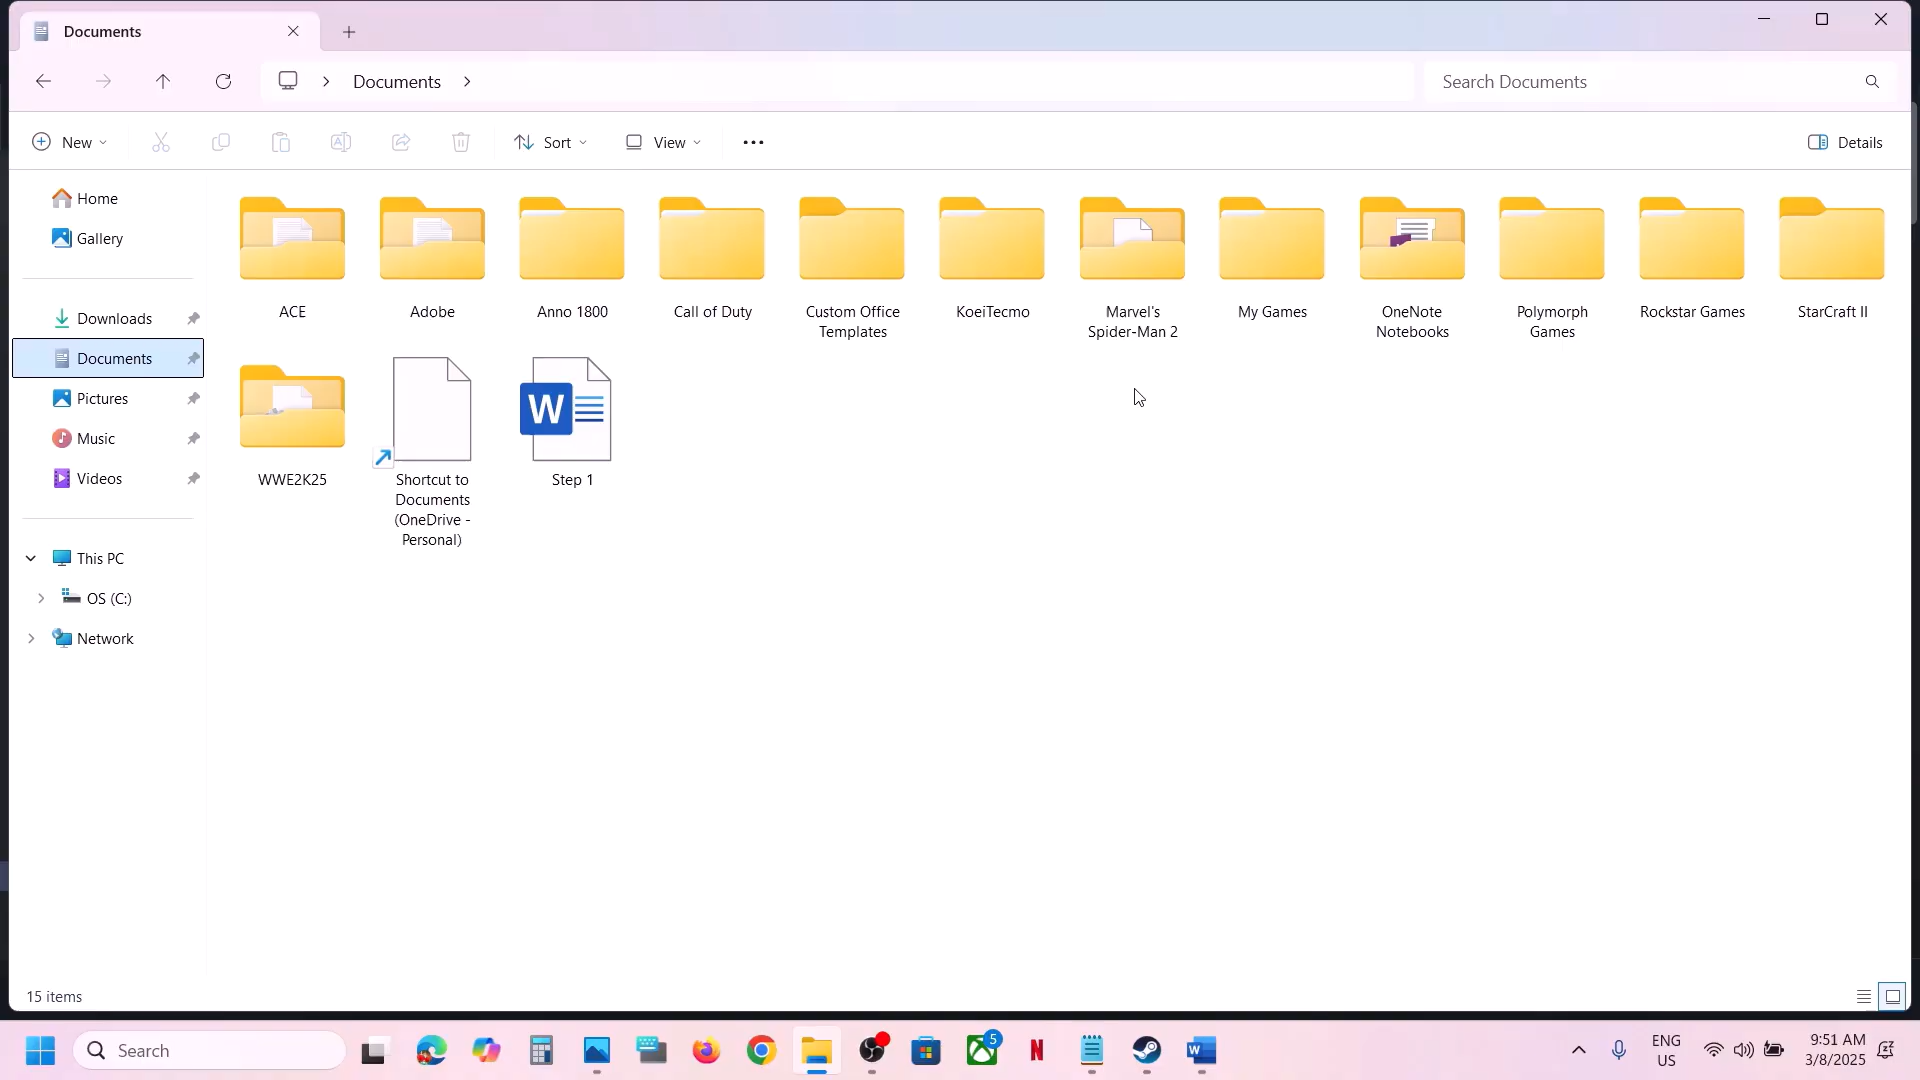 Documents
Documents
Search Documents
New
Sort
View
Details
Home
Gallery
Downloads
Documents
Pictures
Music
Videos
This PC
OS (C:)
Network
ACE
Adobe
Anno 1800
Call of Duty
Custom Office
Templates
KoeiTecmo
Marvel's
Spider-Man 2
My Games
OneNote
Notebooks
Polymorph
Games
Rockstar Games
StarCraft II
WWE2K25
Shortcut to
Documents
(OneDrive -
Personal)
W
Step 1
15 items
Search
5
N
W
ENG
US
9:51 AM
3/8/2025